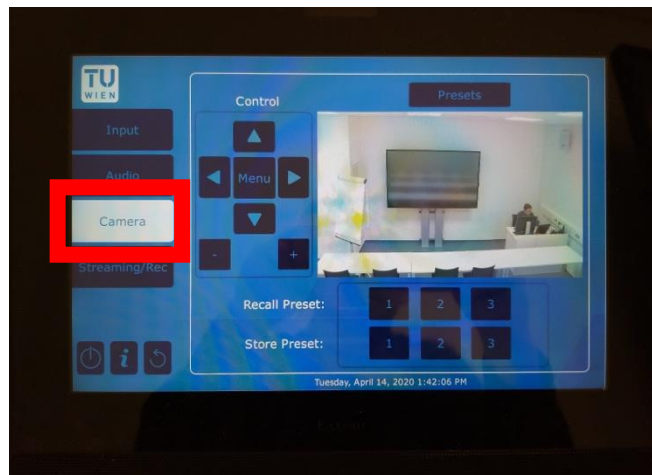 TU
WIEN
Control
Presets
Input
Audio
Menu
Camera
-
+
Streaming/Rec
Recall Preset:
1
2
3
Store Preset:
1
2
3
i
Tuesday, April 14, 2020 1:42:06 PM